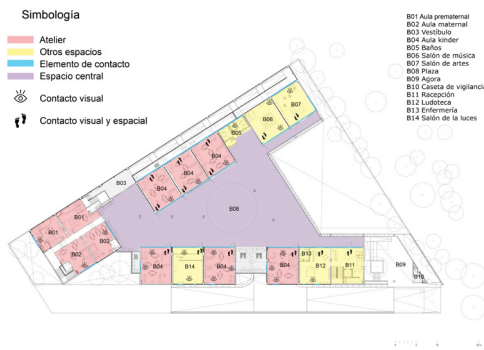 Simbología
Atelier
Otros espacios
Elemento de contacto
Espacio central
Contacto visual
Contacto visual y espacial
B01 Aula prematernal
B02 Aula maternal
B03 Vestíbulo
B04 Aula kinder
B05 Baños
B06 Salón de música
B07 Salón de artes
B08 Plaza
B09 Agora
B10 Caseta de vigilancia
B11 Racepción
B12 Ludoteca
B13 Enfermería
B14 Salón de la luces
B07
B06
B05
B04
B04
B04
B03
B08
B01
B01
B02
B02
B04
B14
B04
B04
B13
B12
B11
B09
B10